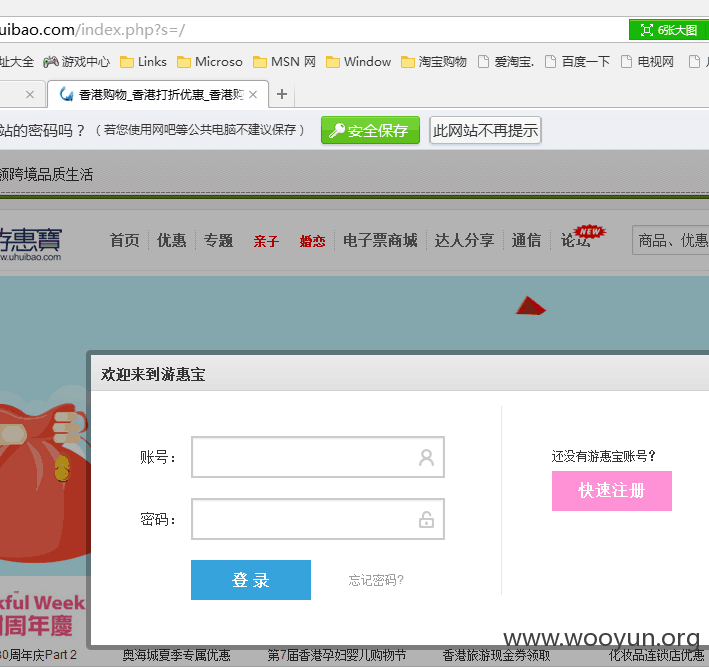 uibao.com/index.php?s=/
6张大图
址大全 游戏中心 Links Microso MSN 网 Window 淘宝购物 爱淘宝. 百度一下 电视网
香港购物_香港打折优惠_香港购
站的密码吗？（若您使用网吧等公共电脑不建议保存） 安全保存 此网站不再提示
领跨境品质生活
游惠寶
w.uhuibao.com
首页 优惠 专题 亲子 婚恋 电子票商城 达人分享 通信 论坛 NEW 商品、优惠
欢迎来到游惠宝
账号：
还没有游惠宝账号？
快速注册
密码：
登 录 忘记密码?
kful Week
周年慶
www.wooyun.org
30周年庆Part 2 奥海城夏季专属优惠 第7届香港孕妇婴儿购物节 香港旅游现金券领取 化妆品连锁店优惠